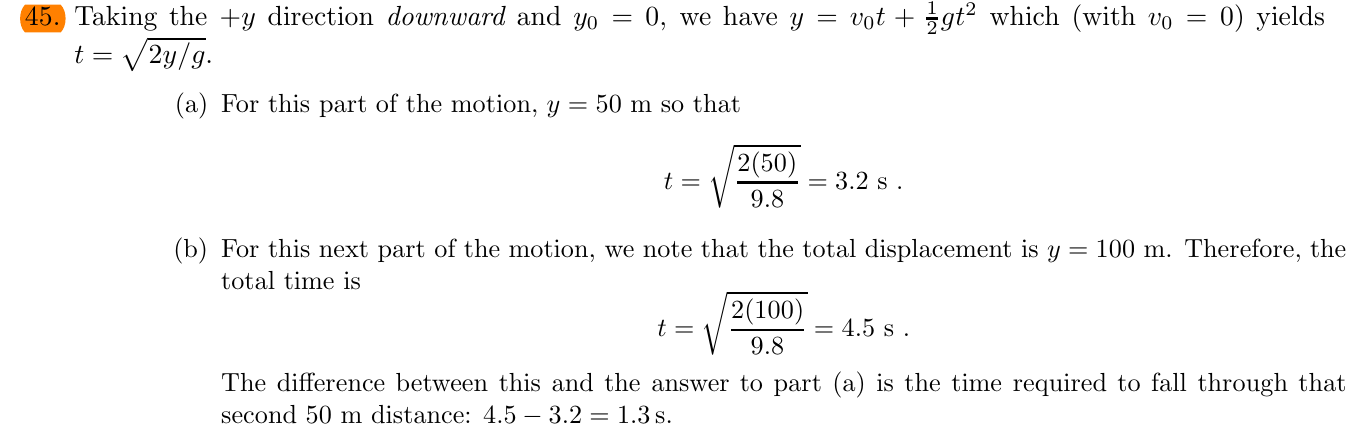 45. Taking the +y direction downward and y₀ = 0, we have y = v₀t + ½gt² which (with v₀ = 0) yields
t = √(2y/g).
(a) For this part of the motion, y = 50 m so that
t = √(2(50)/9.8) = 3.2 s .
(b) For this next part of the motion, we note that the total displacement is y = 100 m. Therefore, the
total time is
t = √(2(100)/9.8) = 4.5 s .
The difference between this and the answer to part (a) is the time required to fall through that
second 50 m distance: 4.5 − 3.2 = 1.3 s.